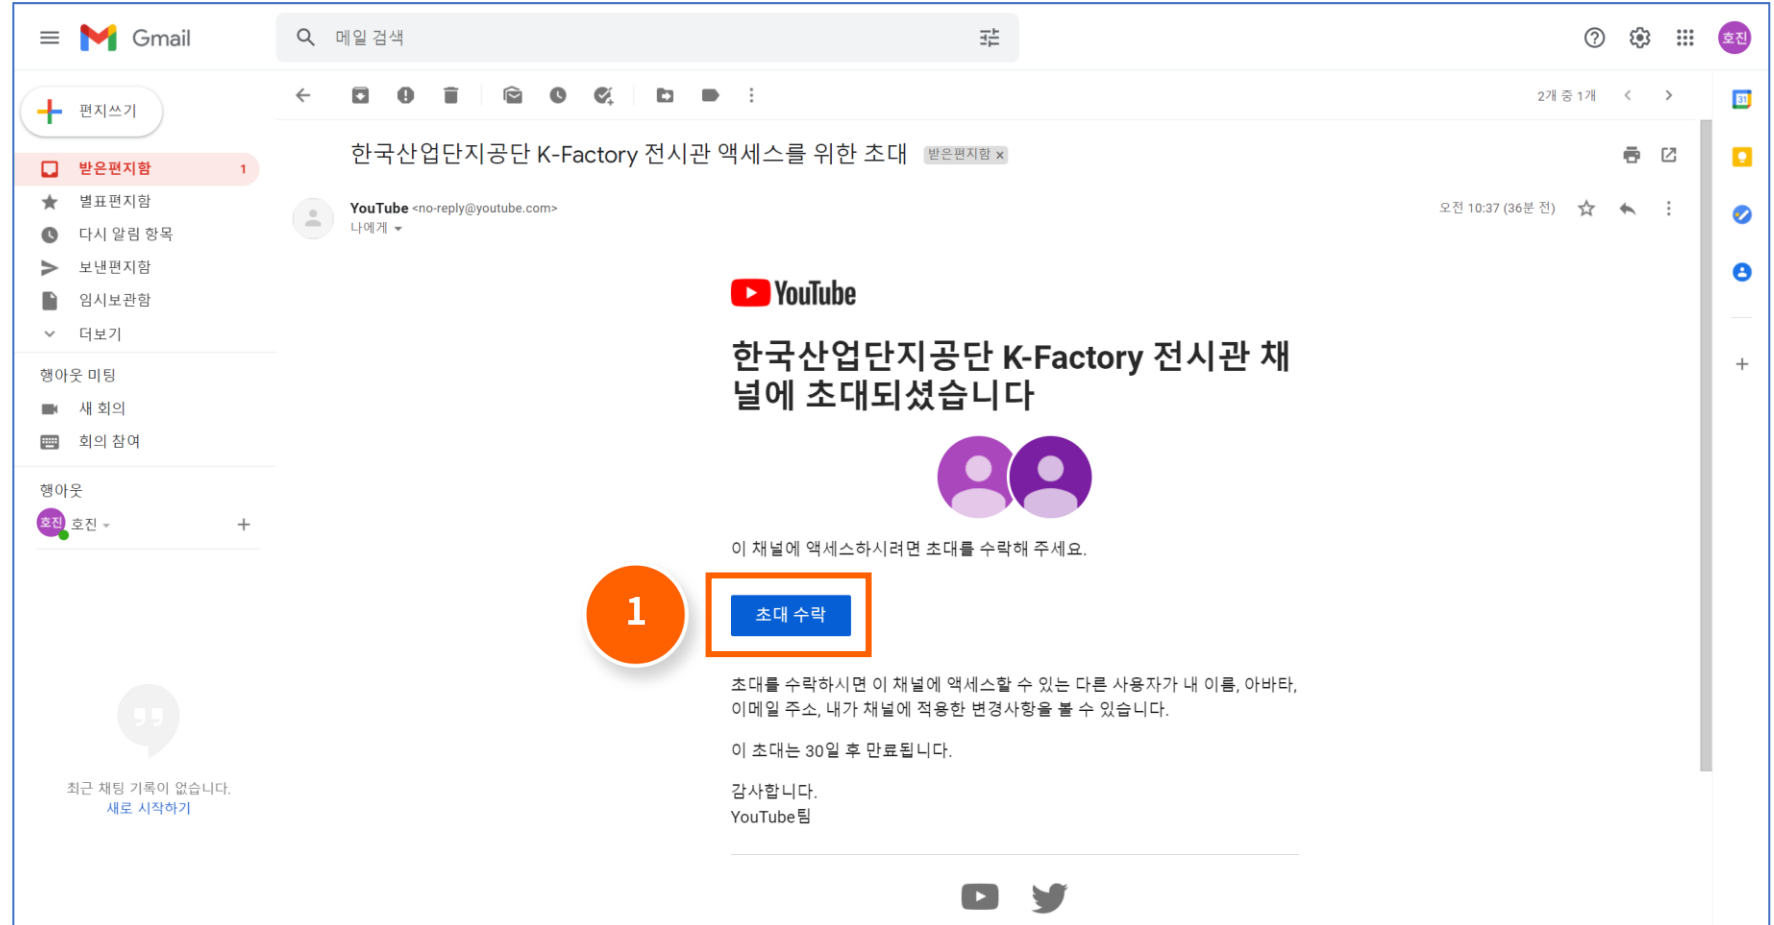 Gmail
메일 검색
호진
편지쓰기
2개 중 1개
31
받은편지함 1
별표편지함
다시 알림 항목
보낸편지함
임시보관함
더보기
행아웃 미팅
새 회의
회의 참여
행아웃
호진 호진
최근 채팅 기록이 없습니다.
새로 시작하기
한국산업단지공단 K-Factory 전시관 액세스를 위한 초대 받은편지함 x
YouTube <no-reply@youtube.com>
오전 10:37 (36분 전)
나에게
YouTube
한국산업단지공단 K-Factory 전시관 채
널에 초대되셨습니다
이 채널에 액세스하시려면 초대를 수락해 주세요.
1
초대 수락
초대를 수락하시면 이 채널에 액세스할 수 있는 다른 사용자가 내 이름, 아바타,
이메일 주소, 내가 채널에 적용한 변경사항을 볼 수 있습니다.
이 초대는 30일 후 만료됩니다.
감사합니다.
YouTube팀